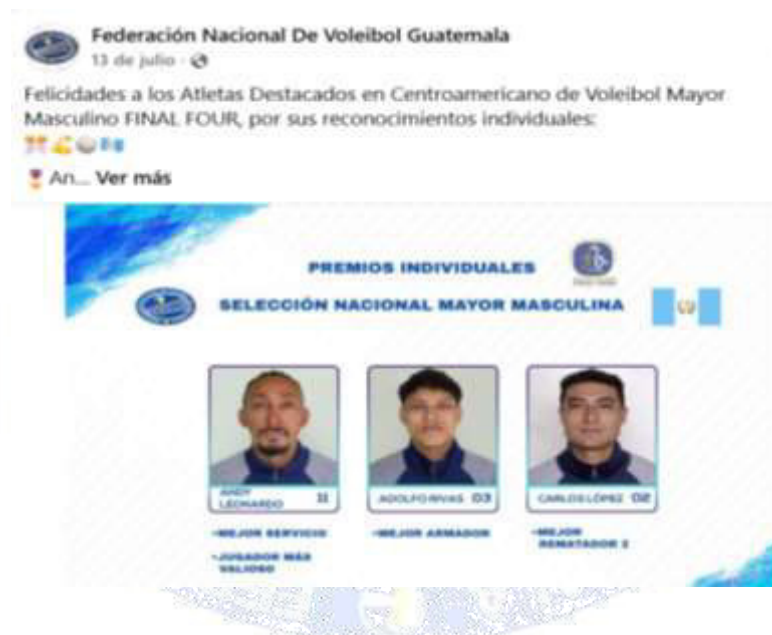 Federación Nacional De Voleibol Guatemala
13 de julio
Felicidades a los Atletas Destacados en Centroamericano de Voleibol Mayor
Masculino FINAL FOUR, por sus reconocimientos individuales:
An... Ver más
PREMIOS INDIVIDUALES
SELECCIÓN NACIONAL MAYOR MASCULINA
ANDY
LEONARDO 11
ADOLFO RIVAS 03
CARLOS LÓPEZ 02
-MEJOR SERVICIO
-JUGADOR MÁS
VALIOSO
-MEJOR ARMADOR
-MEJOR
REMATADOR 2